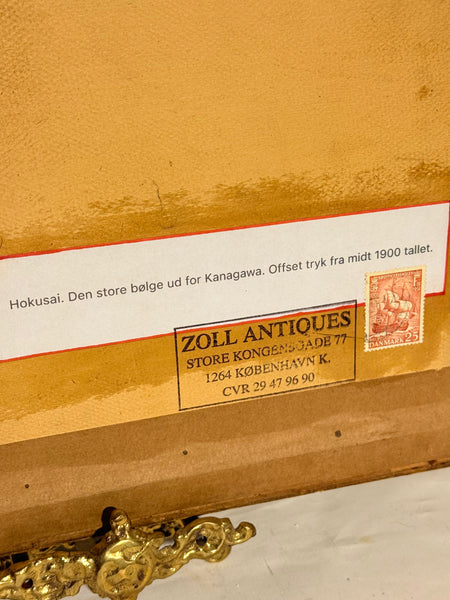 Hokusai. Den store bølge ud for Kanagawa. Offset tryk fra midt 1900 tallet.
ZOLL ANTIQUES
STORE KONGENSGADE 77
1264 KØBENHAVN K.
CVR 29 47 96 90
DANMARK 25